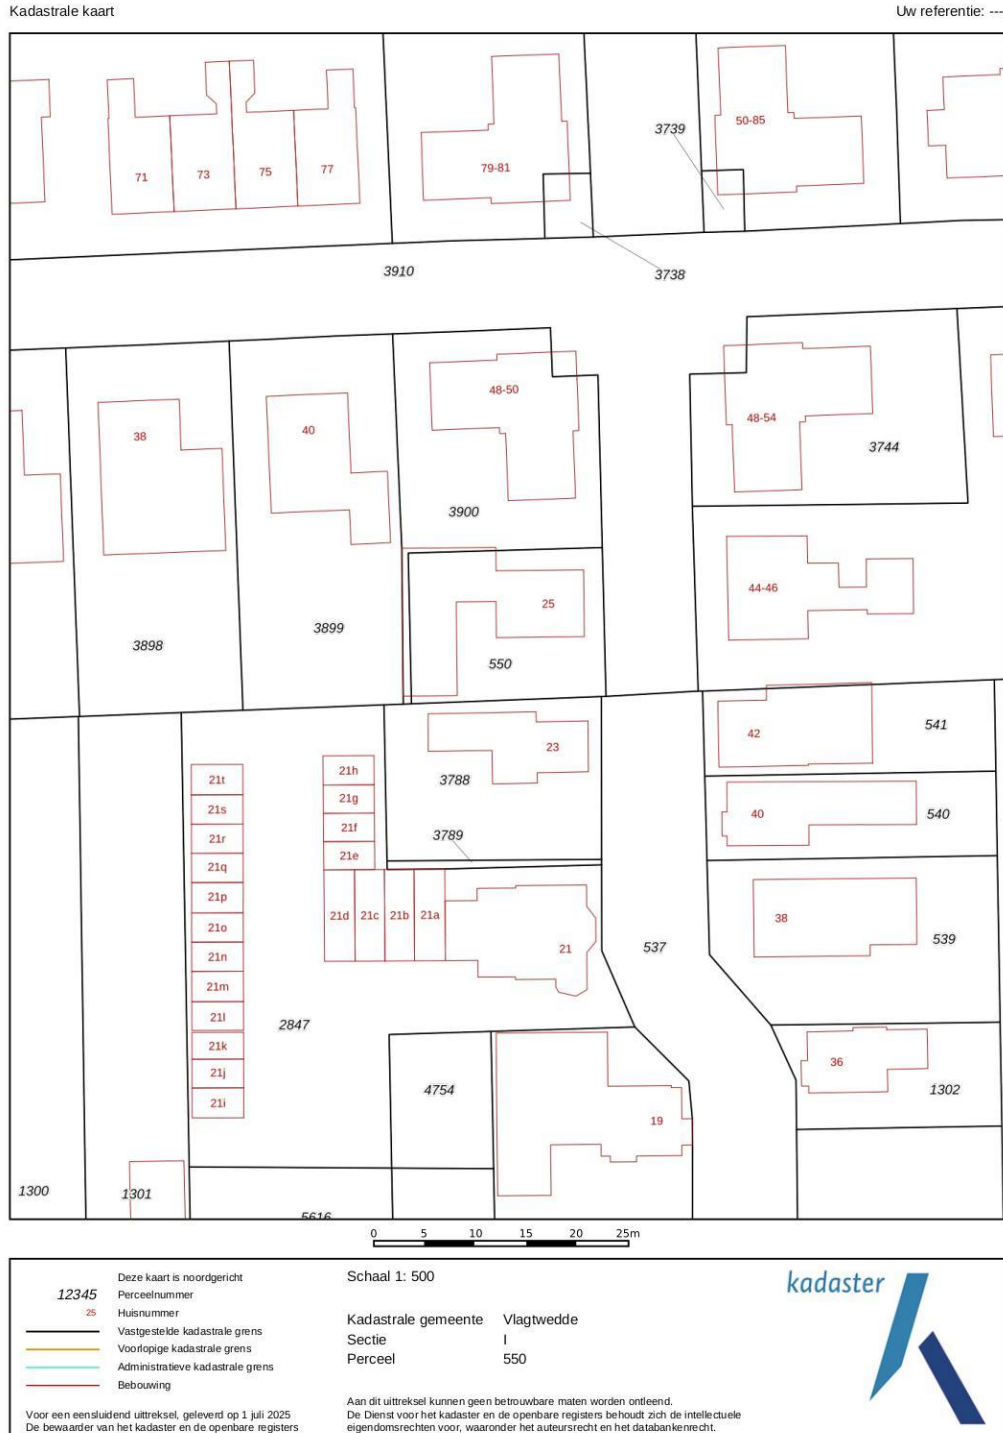 Kadastrale kaart
Uw referentie: ---
3739
50-85
71
73
75
77
79-81
3910
3738
48-50
38
40
48-54
3744
3900
44-46
25
3898
3899
550
541
42
23
21t
21h
3788
21s
21g
40
540
21r
21f
3789
21q
21e
21p
21d
21c
21b
21a
38
21o
539
21n
21
537
21m
21l
2847
21k
36
21j
4754
1302
21i
19
1300
1301
5616
0 5 10 15 20 25m
Deze kaart is noordgericht
12345 Perceelnummer
25 Huisnummer
Vastgestelde kadastrale grens
Voorlopige kadastrale grens
Administratieve kadastrale grens
Bebouwing
Voor een eensluidend uittreksel, geleverd op 1 juli 2025
De bewaarder van het kadaster en de openbare registers
Schaal 1: 500
Kadastrale gemeente Vlagtwedde
Sectie I
Perceel 550
Aan dit uittreksel kunnen geen betrouwbare maten worden ontleend.
De Dienst voor het kadaster en de openbare registers behoudt zich de intellectuele
eigendomsrechten voor, waaronder het auteursrecht en het databankenrecht.
kadaster